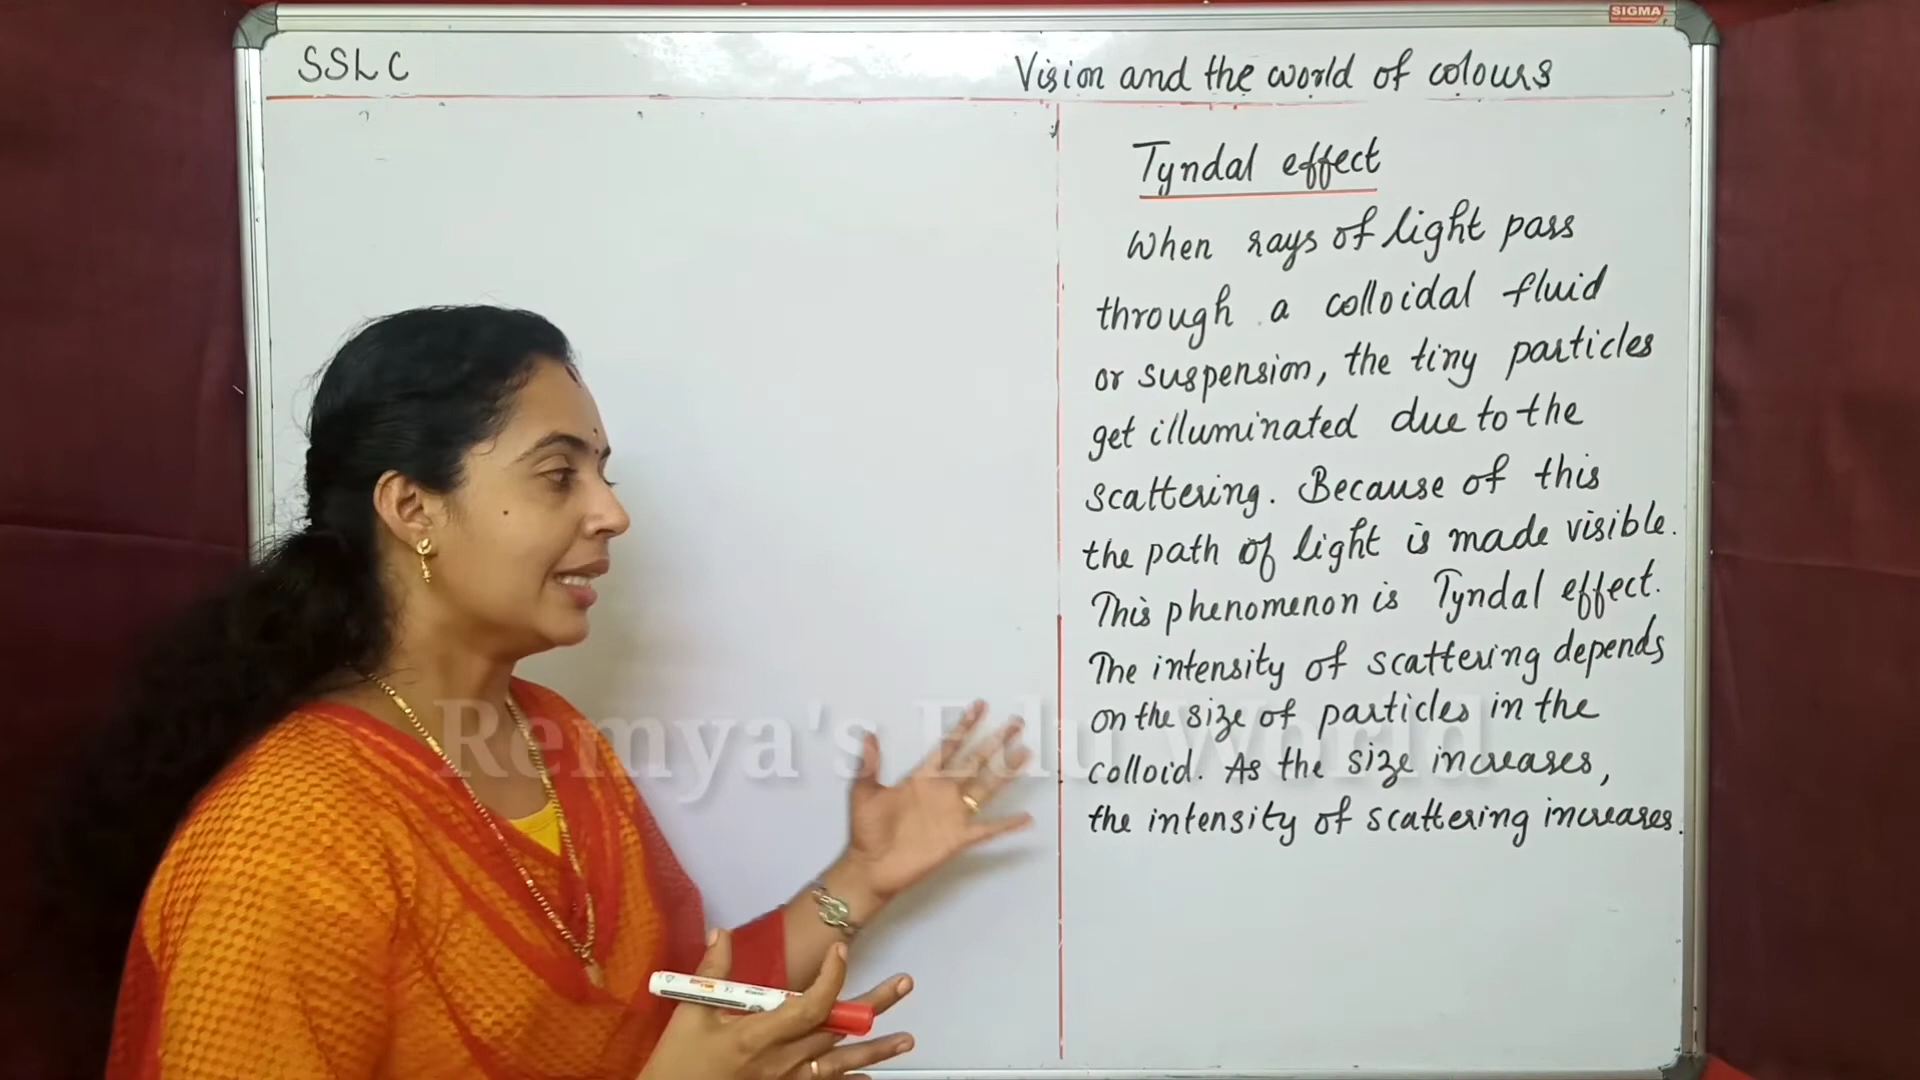 SIGMA
SSLC
Vision and the world of colours
Tyndal effect
When rays of light pass
through a colloidal fluid
or suspension, the tiny particles
get illuminated due to the
scattering. Because of this
the path of light is made visible.
This phenomenon is Tyndal effect.
The intensity of scattering depends
on the size of particles in the
colloid. As the size increases,
the intensity of scattering increases.
Remya's Edu World